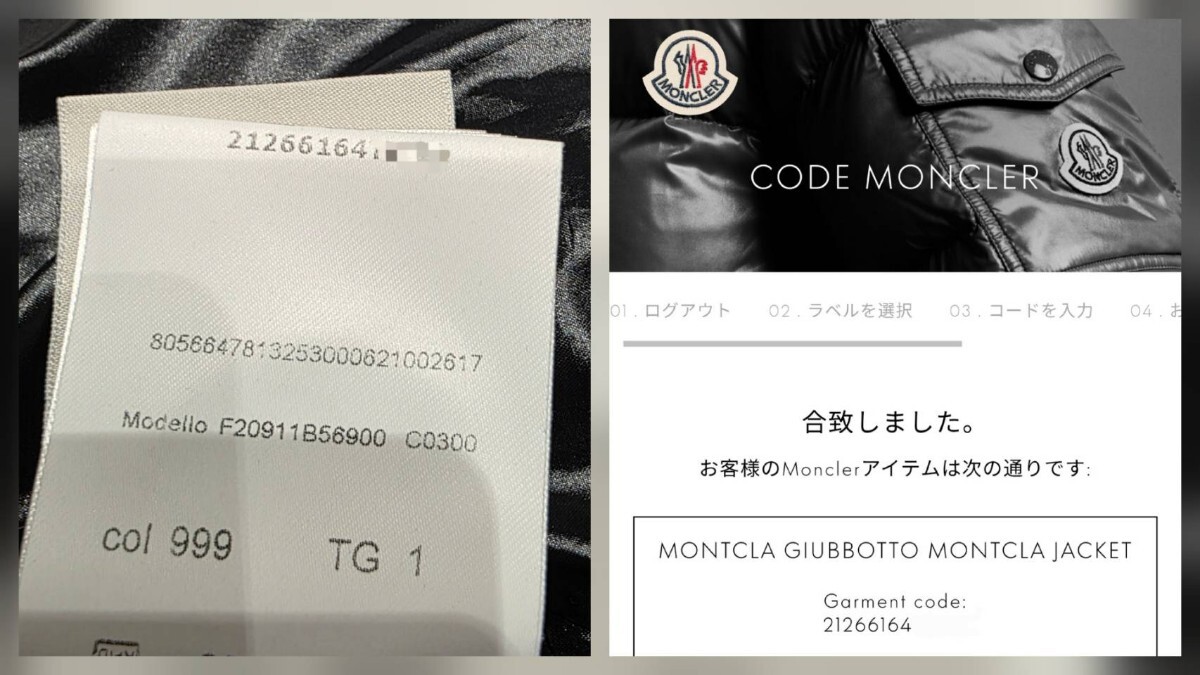 21266164
8056647813253000621002617
Modello F20911B56900 C0300
col 999 TG 1
MONCLER
CODE MONCLER
MONCLER
01 . ログアウト 02 . ラベルを選択 03 . コードを入力 04 . お
合致しました。
お客様のMonclerアイテムは次の通りです:
MONTCLA GIUBBOTTO MONTCLA JACKET
Garment code:
21266164